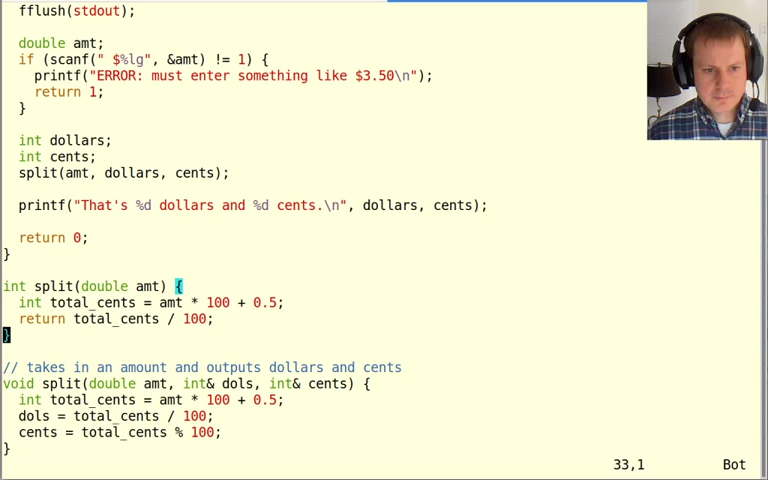 fflush(stdout);
double amt;
if (scanf(" $%lg", &amt) != 1) {
printf("ERROR: must enter something like $3.50\n");
return 1;
}
int dollars;
int cents;
split(amt, dollars, cents);
printf("That's %d dollars and %d cents.\n", dollars, cents);
return 0;
}
int split(double amt) {
int total_cents = amt * 100 + 0.5;
return total_cents / 100;
}
// takes in an amount and outputs dollars and cents
void split(double amt, int& dols, int& cents) {
int total_cents = amt * 100 + 0.5;
dols = total_cents / 100;
cents = total_cents % 100;
}
33,1 Bot